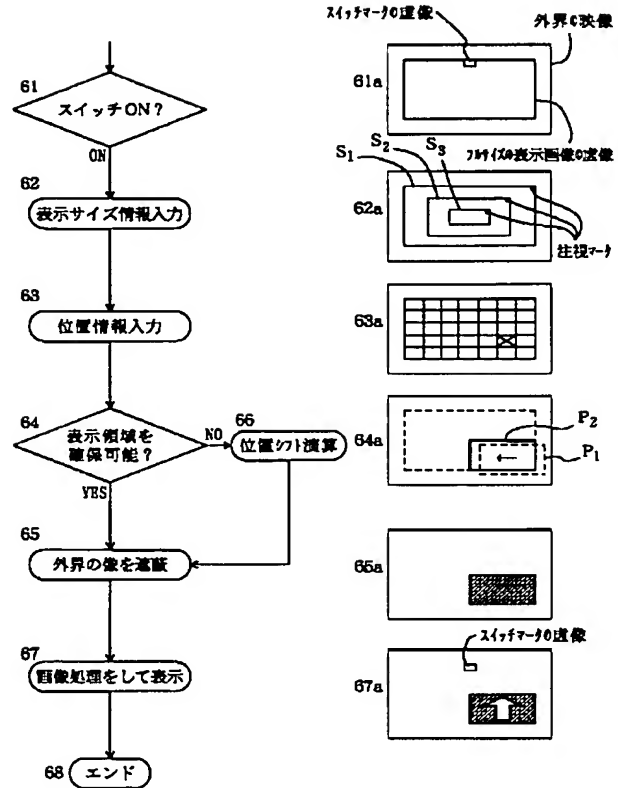 61
スイッチON?
ON
62
表示サイズ情報入力
63
位置情報入力
64
表示領域を
確保可能?
NO
YES
66
位置シフト演算
65
外界の像を遮蔽
67
画像処理をして表示
68
エンド
スイッチマークの虚像
外界の映像
61a
フルサイズの表示画像の虚像
S1
S2
S3
62a
注視マーク
63a
64a
P2
P1
65a
スイッチマークの虚像
67a